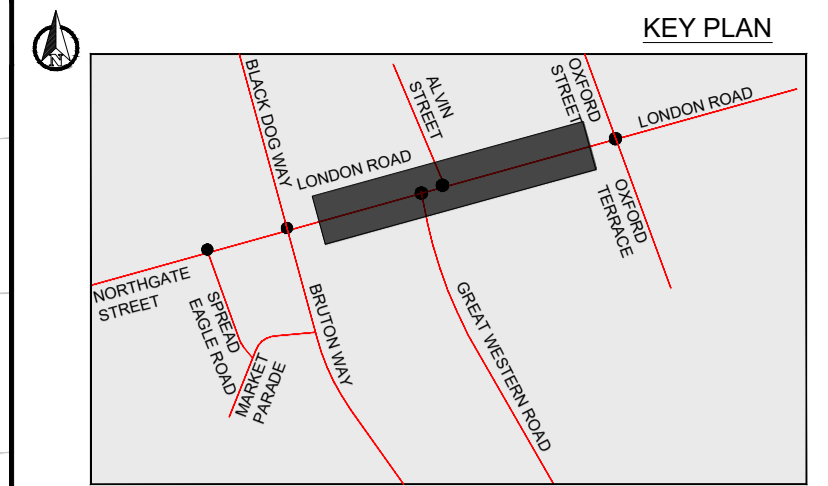 KEY PLAN
N
BLACK DOG WAY
ALVIN
STREET
OXFORD
STREET
LONDON ROAD
LONDON ROAD
OXFORD
TERRACE
NORTHGATE
STREET
SPREAD
EAGLE ROAD
MARKET
PARADE
BRUTON WAY
GREAT WESTERN ROAD